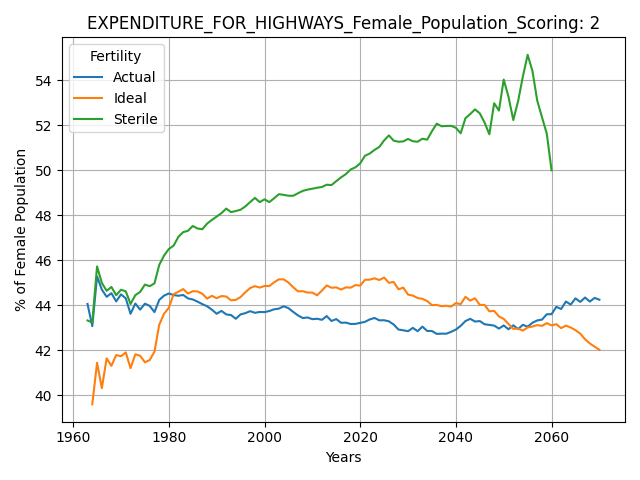 EXPENDITURE_FOR_HIGHWAYS_Female_Population_Scoring: 2
Fertility
Actual
Ideal
Sterile
% of Female Population
54
52
50
48
46
44
42
40
1960
1980
2000
2020
2040
2060
Years